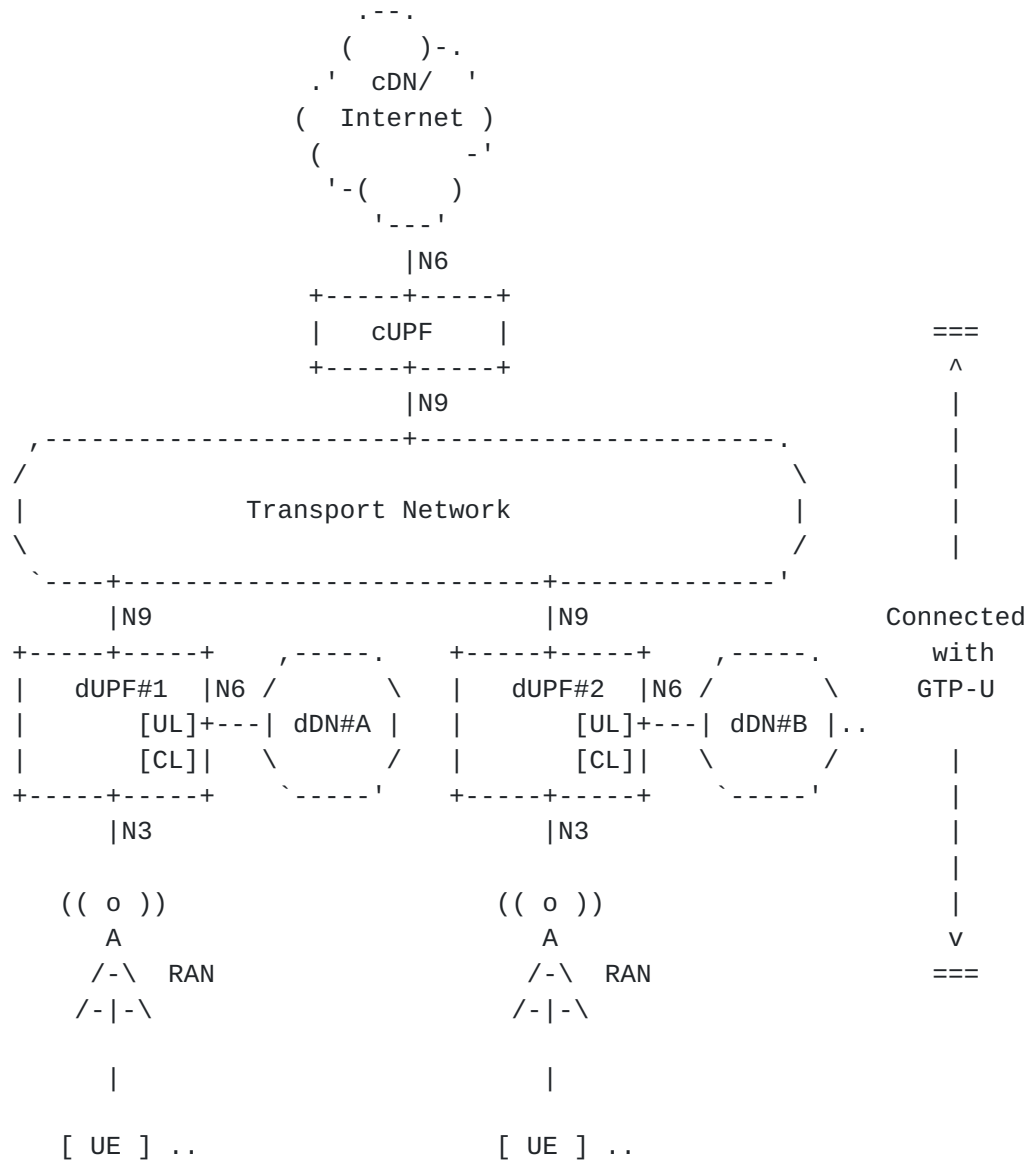 cDN/
Internet
N6
cUPF
N9
Transport Network
N9 N9 Connected
with
dUPF#1 N6 dUPF#2 N6 GTP-U
[UL] dDN#A [UL] dDN#B ..
[CL] [CL]
N3 N3
(( o )) (( o ))
A A
RAN RAN
[ UE ] .. [ UE ] ..